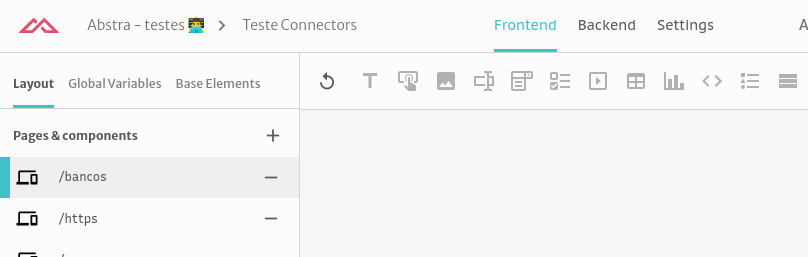 Abstra - testes 👨‍💻 > Teste Connectors
Frontend Backend Settings
Layout Global Variables Base Elements
Pages & components
/bancos
/https